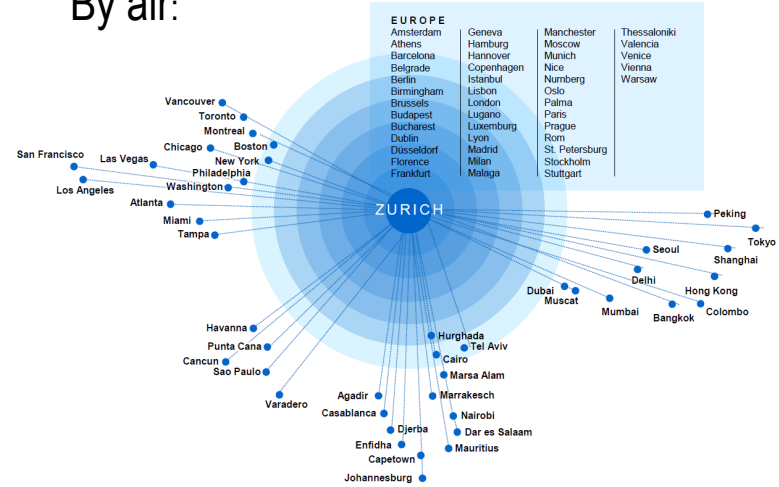 By air:
EUROPE
Amsterdam
Athens
Barcelona
Belgrade
Berlin
Birmingham
Brussels
Budapest
Bucharest
Dublin
Düsseldorf
Florence
Frankfurt
Geneva
Hamburg
Hannover
Copenhagen
Istanbul
Lisbon
London
Lugano
Luxemburg
Lyon
Madrid
Milan
Malaga
Manchester
Moscow
Munich
Nice
Nurnberg
Oslo
Palma
Paris
Prague
Rom
St. Petersburg
Stockholm
Stuttgart
Thessaloniki
Valencia
Venice
Vienna
Warsaw
Vancouver
Toronto
Montreal
Chicago
Boston
New York
San Francisco
Las Vegas
Philadelphia
Los Angeles
Washington
Atlanta
Miami
Tampa
ZURICH
Peking
Tokyo
Seoul
Shanghai
Delhi
Hong Kong
Dubai
Muscat
Mumbai
Bangkok
Colombo
Havanna
Punta Cana
Cancun
Sao Paulo
Varadero
Hurghada
Tel Aviv
Cairo
Marsa Alam
Agadir
Marrakesch
Casablanca
Nairobi
Djerba
Dar es Salaam
Enfidha
Mauritius
Capetown
Johannesburg